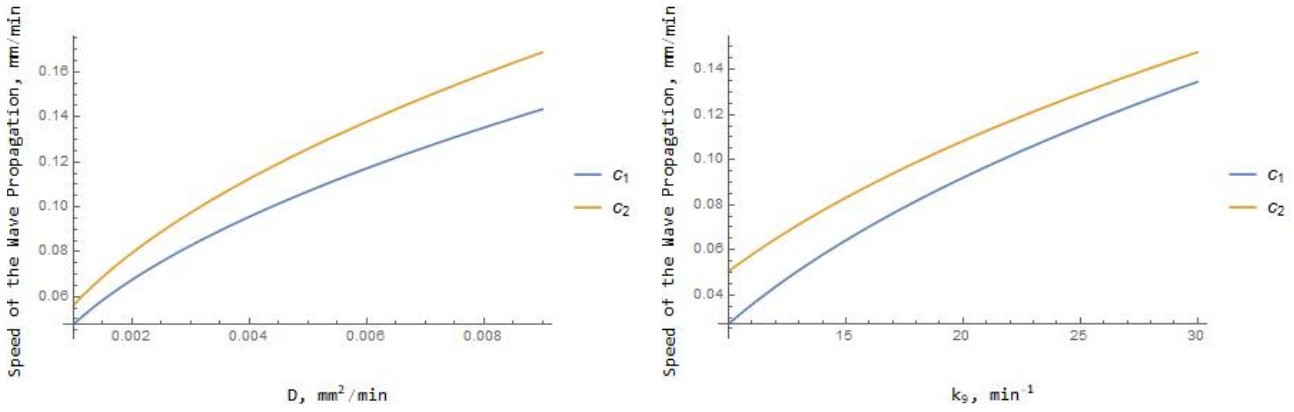 Speed of the Wave Propagation, mm/min
0.16
0.14
0.12
0.10
0.08
0.06
0.002
0.004
0.006
0.008
D, mm²/min
c₁
c₂
Speed of the Wave Propagation, mm/min
0.14
0.12
0.10
0.08
0.06
0.04
15
20
25
30
k₉, min⁻¹
c₁
c₂